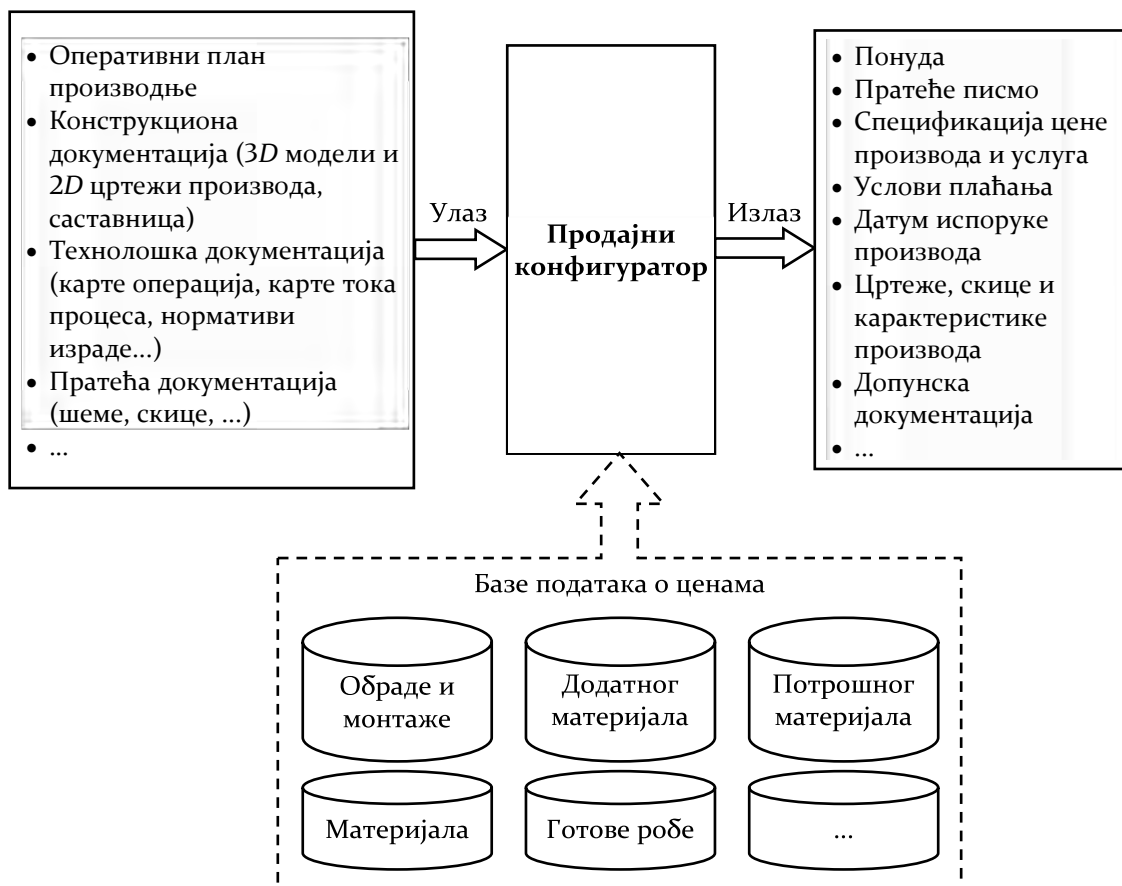 • Оперативни план
производње
• Конструкциона
документација (3D модели и
2D цртежи производа,
саставница)
• Технолошка документација
(карте операција, карте тока
процеса, нормативи
израде...)
• Пратећа документација
(шеме, скице, ...)
• ...
Улаз
Продајни
конфигуратор
Излаз
• Понуда
• Пратеће писмо
• Спецификација цене
производа и услуга
• Услови плаћања
• Датум испоруке
производа
• Цртеже, скице и
карактеристике
производа
• Допунска
документација
• ...
Базе података о ценама
Обраде и
монтаже
Додатног
материјала
Потрошног
материјала
Материјала
Готове робе
...